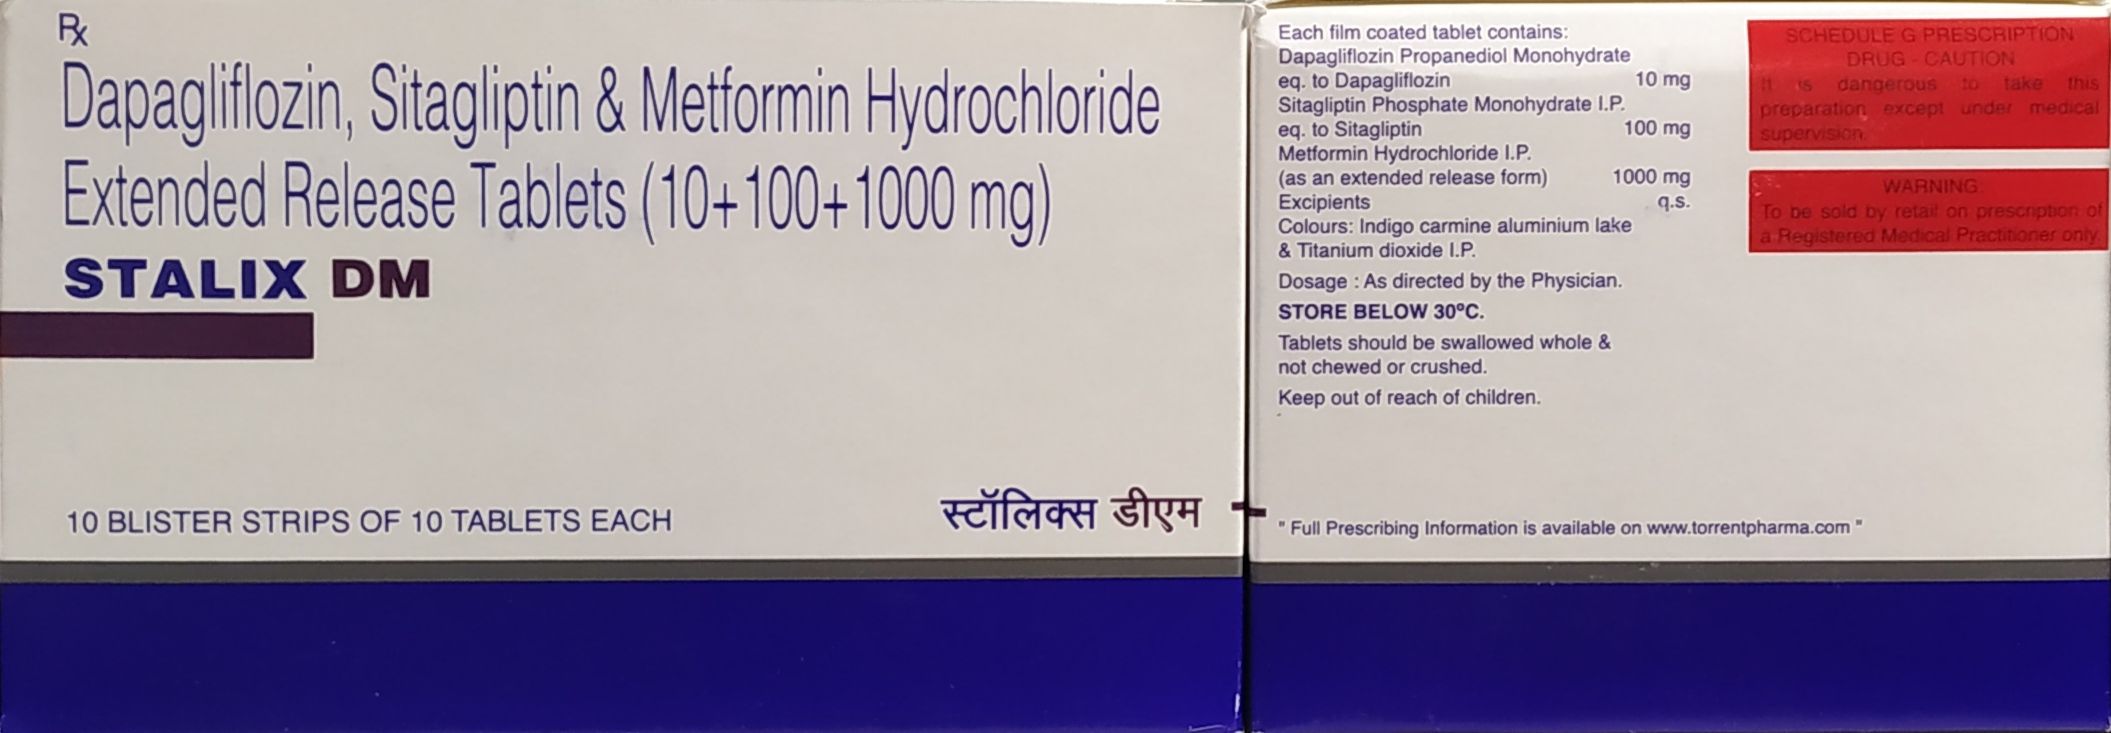 Rx
Dapagliflozin, Sitagliptin & Metformin Hydrochloride
Extended Release Tablets (10+100+1000 mg)
STALIX DM
10 BLISTER STRIPS OF 10 TABLETS EACH
स्टॉलिक्स डीएम
Each film coated tablet contains:
Dapagliflozin Propanediol Monohydrate
eq. to Dapagliflozin 10 mg
Sitagliptin Phosphate Monohydrate I.P.
eq. to Sitagliptin 100 mg
Metformin Hydrochloride I.P.
(as an extended release form) 1000 mg
Excipients q.s.
Colours: Indigo carmine aluminium lake
& Titanium dioxide I.P.
Dosage : As directed by the Physician.
STORE BELOW 30ºC.
Tablets should be swallowed whole &
not chewed or crushed.
Keep out of reach of children.
" Full Prescribing Information is available on www.torrentpharma.com "
SCHEDULE G PRESCRIPTION
DRUG - CAUTION
It is dangerous to take this
preparation except under medical
supervision.
WARNING:
To be sold by retail on prescription of
a Registered Medical Practitioner only.